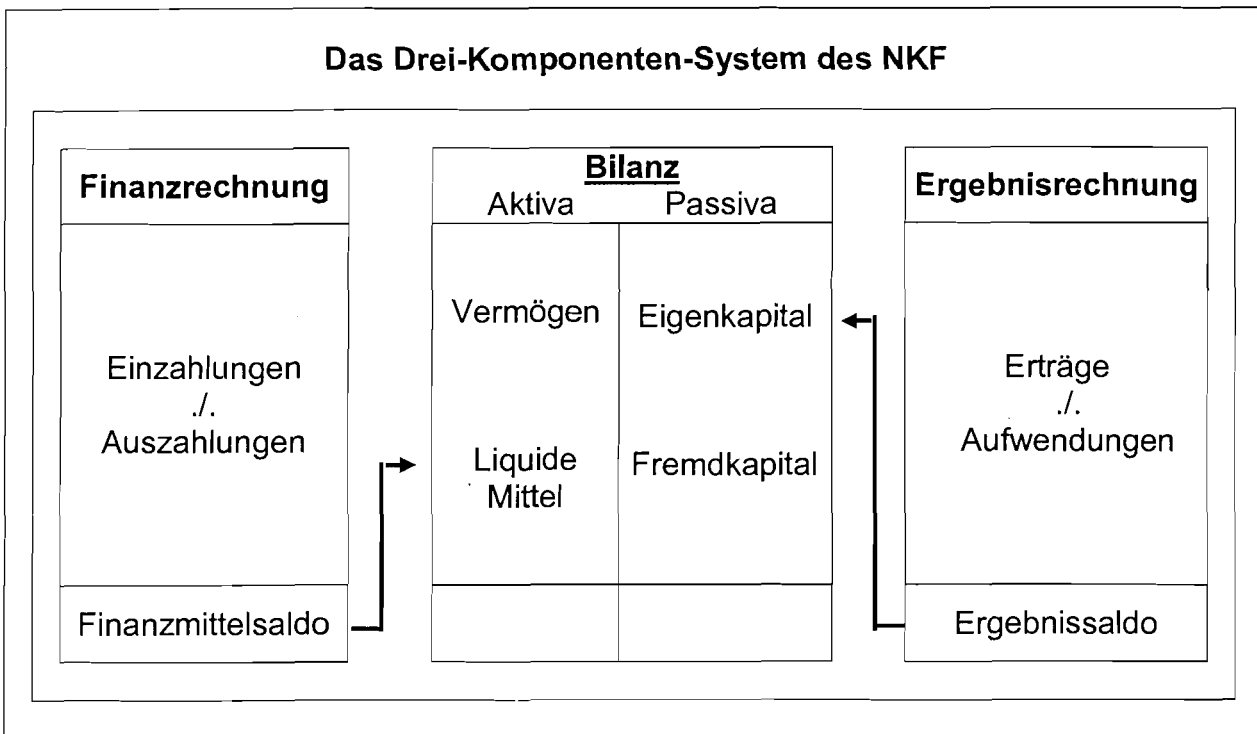 Das Drei-Komponenten-System des NKF
Finanzrechnung
Einzahlungen
./.
Auszahlungen
Finanzmittelsaldo
Bilanz
Aktiva Passiva
Vermögen Eigenkapital
Liquide Fremdkapital
Mittel
Ergebnisrechnung
Erträge
./.
Aufwendungen
Ergebnissaldo